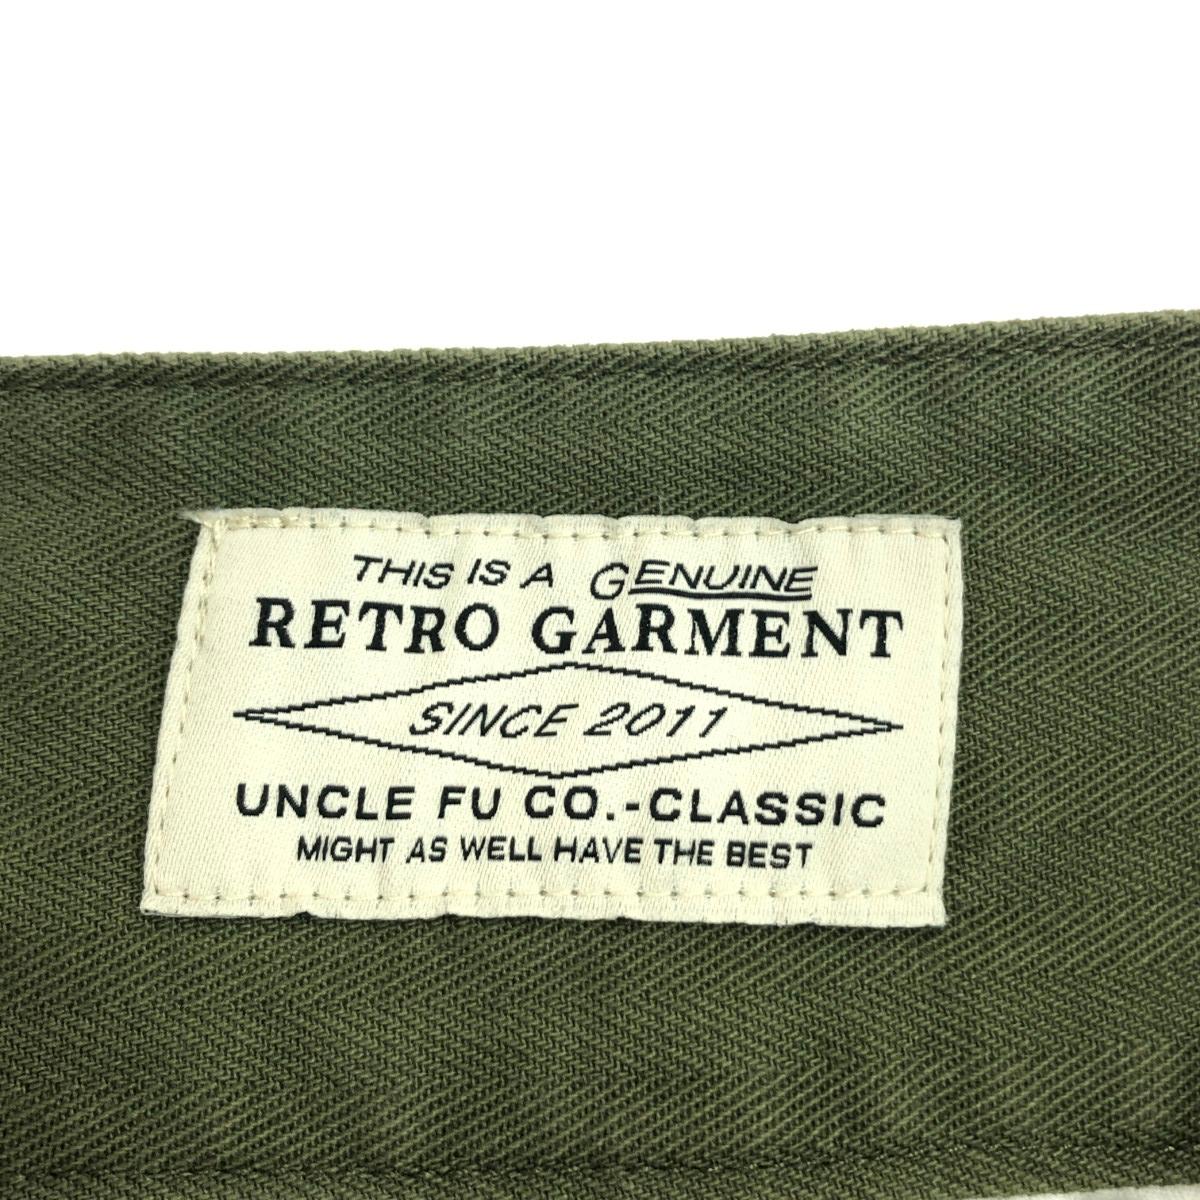 THIS IS A GENUINE
RETRO GARMENT
SINCE 2011
UNCLE FU CO.-CLASSIC
MIGHT AS WELL HAVE THE BEST